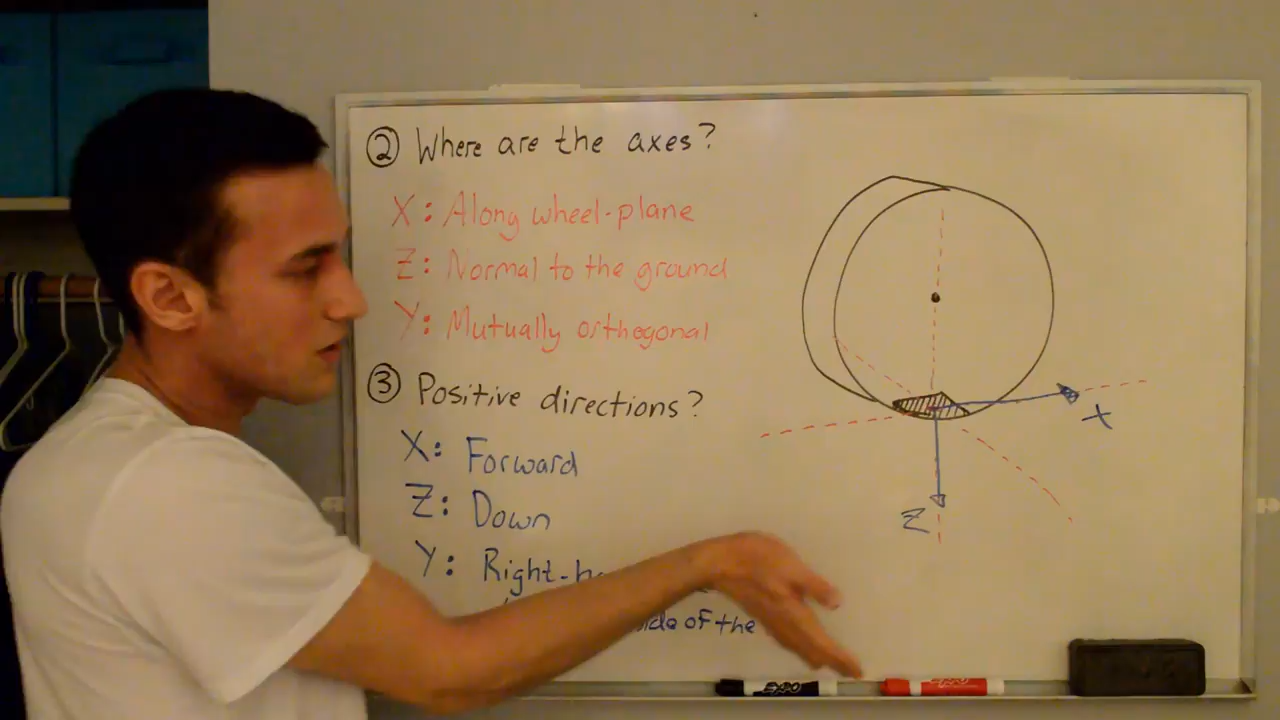 ② Where are the axes?
X: Along wheel-plane
Z: Normal to the ground
Y: Mutually orthogonal
③ Positive directions?
X: Forward
Z: Down
Y: Right-h
of the
X
Z
EXPO
EXPO